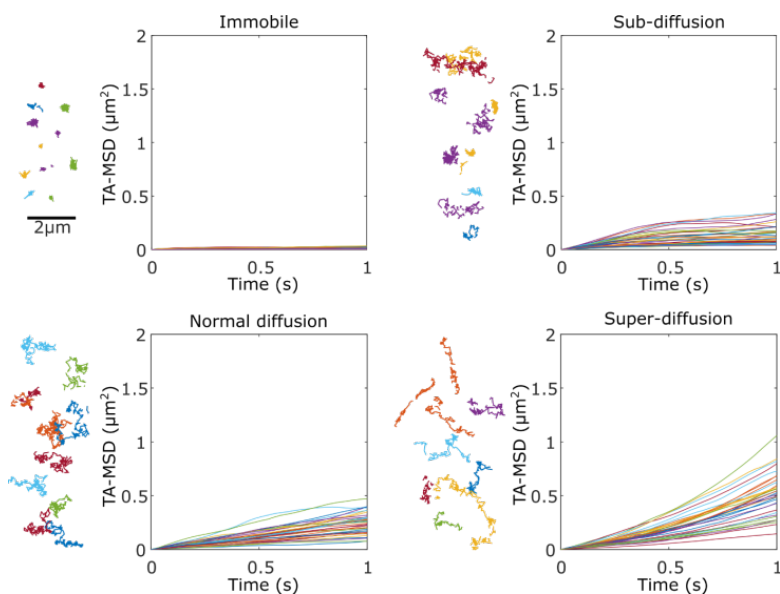 Immobile
TA-MSD (µm²)
2
1.5
1
0.5
0
0 0.5 1
Time (s)
2µm
Sub-diffusion
TA-MSD (µm²)
2
1.5
1
0.5
0
0 0.5 1
Time (s)
Normal diffusion
TA-MSD (µm²)
2
1.5
1
0.5
0
0 0.5 1
Time (s)
Super-diffusion
TA-MSD (µm²)
2
1.5
1
0.5
0
0 0.5 1
Time (s)